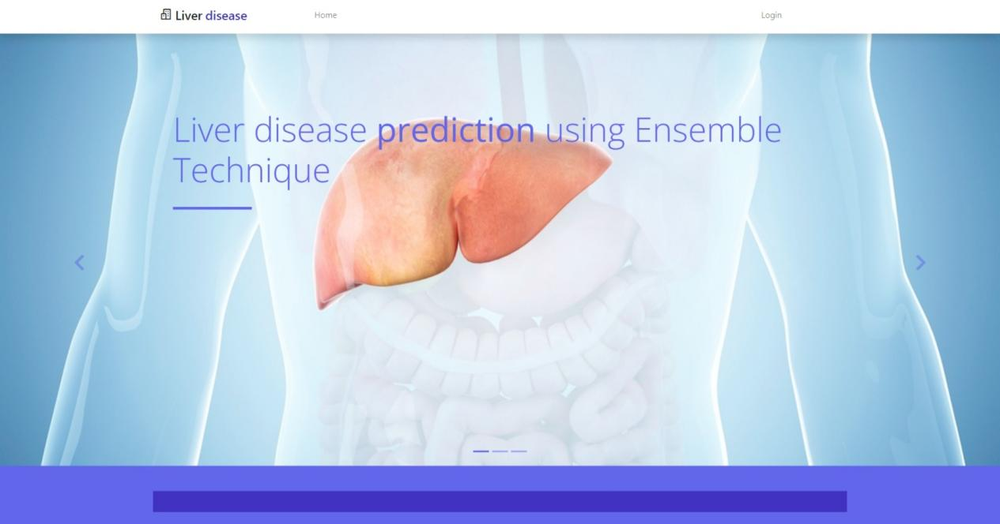 Liver disease
Home
Login
Liver disease prediction using Ensemble
Technique